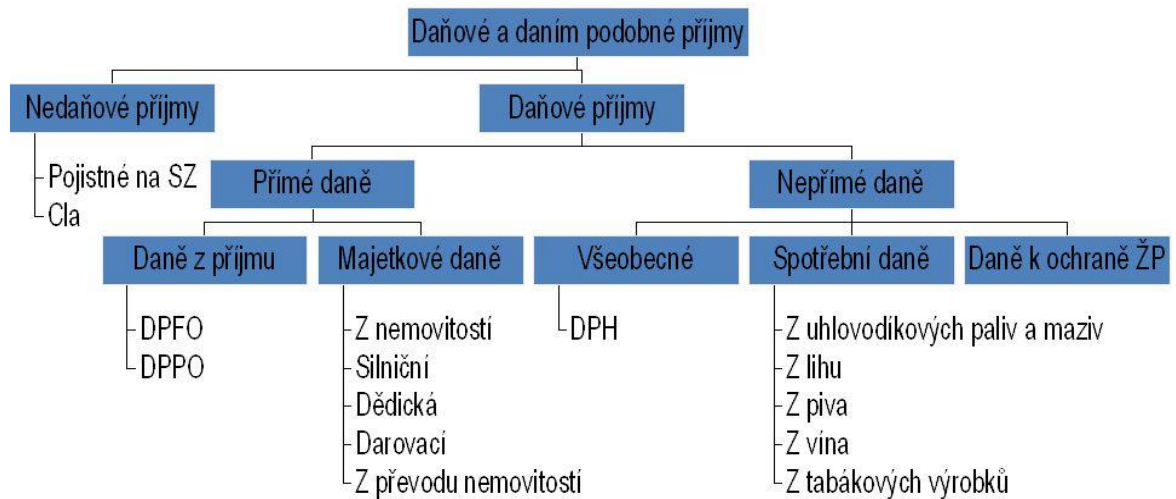 Daňové a daním podobné příjmy
Nedaňové příjmy
Daňové příjmy
Pojistné na SZ
Cla
Přímé daně
Nepřímé daně
Daně z příjmu
Majetkové daně
Všeobecné
Spotřební daně
Daně k ochraně ŽP
DPFO
DPPO
Z nemovitostí
Silniční
Dědická
Darovací
Z převodu nemovitostí
DPH
Z uhlovodíkových paliv a maziv
Z lihu
Z piva
Z vína
Z tabákových výrobků